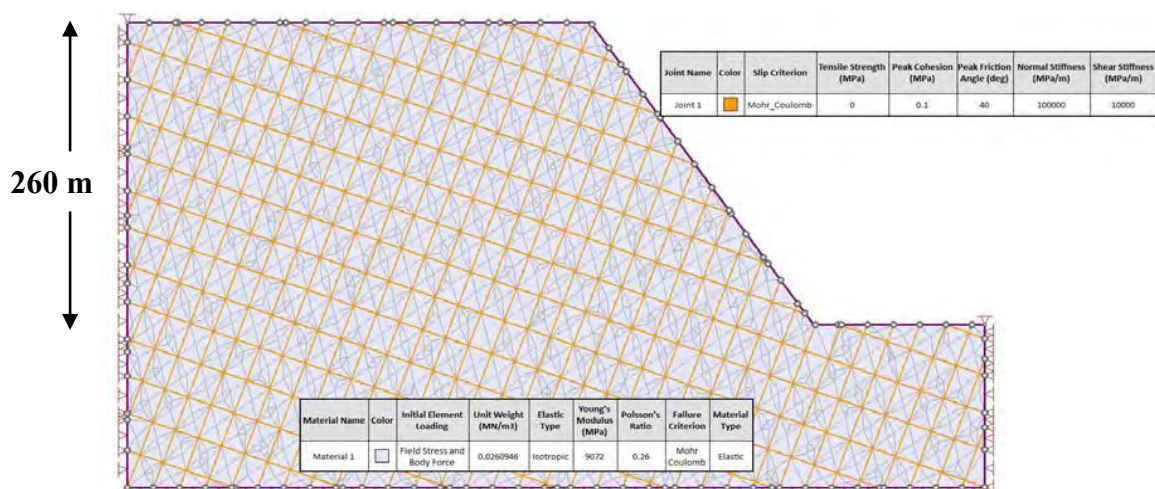 260 m
Joint Name Color Slip Criterion Tensile Strength (MPa) Peak Cohesion (MPa) Peak Friction Angle (deg) Normal Stiffness (MPa/m) Shear Stiffness (MPa/m)
Joint 1 Mohr_Coulomb 0 0.1 40 100000 10000
Material Name Color Initial Element Loading Unit Weight (MN/m3) Elastic Type Young's Modulus (MPa) Poisson's Ratio Failure Criterion Material Type
Material 1 Field Stress and Body Force 0.0260946 Isotropic 9072 0.26 Mohr Coulomb Elastic